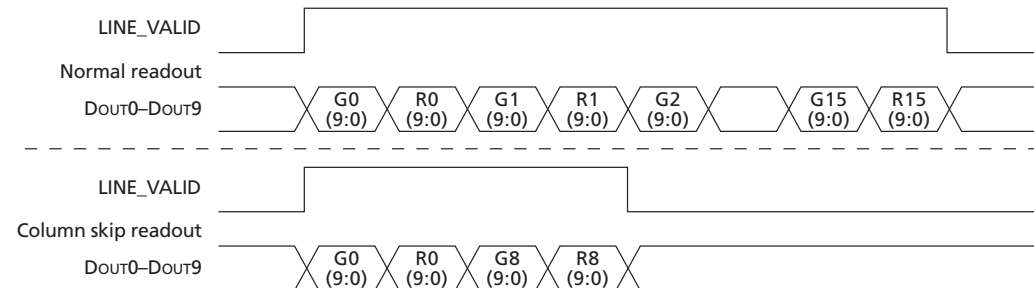 LINE_VALID
Normal readout
G0 R0 G1 R1 G2 G15 R15
DOUT0–DOUT9
(9:0) (9:0) (9:0) (9:0) (9:0) (9:0) (9:0)
LINE_VALID
Column skip readout
G0 R0 G8 R8
DOUT0–DOUT9
(9:0) (9:0) (9:0) (9:0)